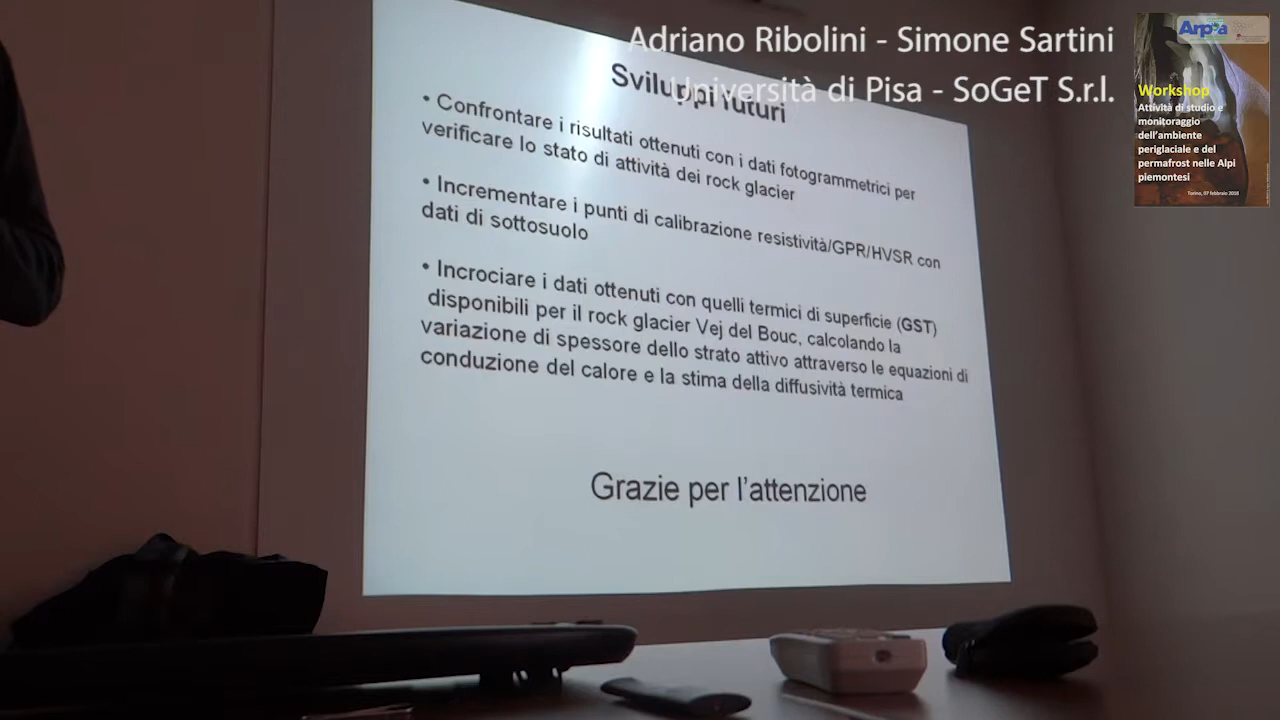 Adriano Ribolini - Simone Sartini
Università di Pisa - SoGeT S.r.l.
Arpa
Workshop
Attività di studio e
monitoraggio
dell'ambiente
periglaciale e del
permafrost nelle Alpi
piemontesi
Torino, 07 febbraio 2018
Sviluppi futuri
• Confrontare i risultati ottenuti con i dati fotogrammetrici per
verificare lo stato di attività dei rock glacier
• Incrementare i punti di calibrazione resistività/GPR/HVSR con
dati di sottosuolo
• Incrociare i dati ottenuti con quelli termici di superficie (GST)
disponibili per il rock glacier Vej del Bouc, calcolando la
variazione di spessore dello strato attivo attraverso le equazioni di
conduzione del calore e la stima della diffusività termica
Grazie per l'attenzione